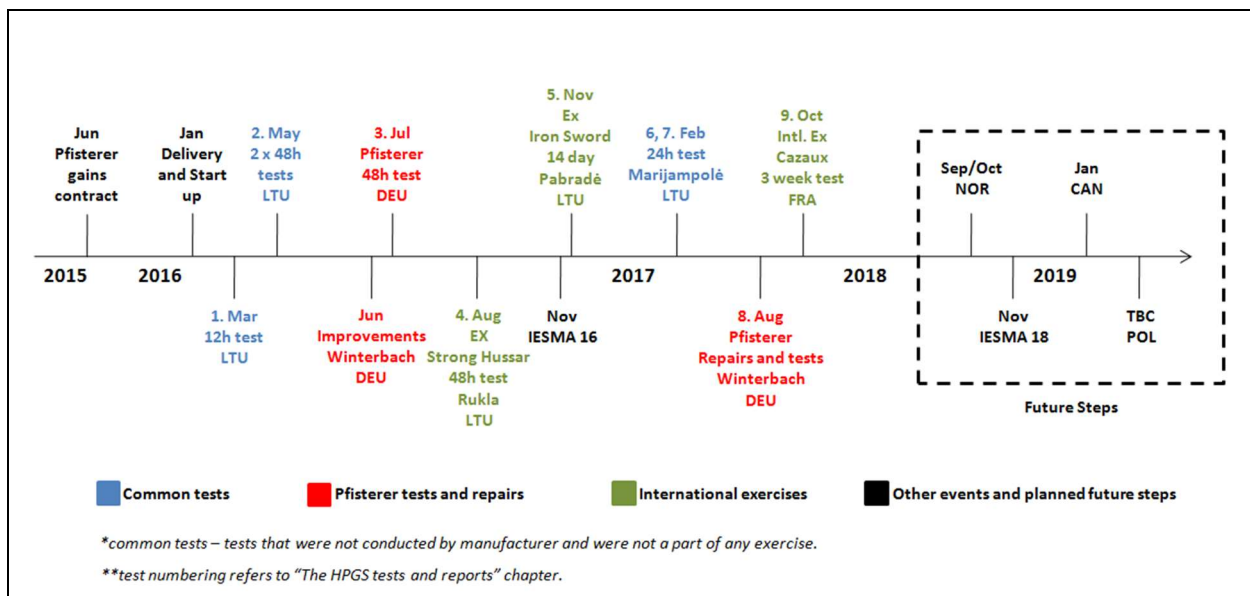 Jun
Pfisterer
gains
contract
Jan
Delivery
and Start
up
2. May
2 x 48h
tests
LTU
3. Jul
Pfisterer
48h test
DEU
5. Nov
Ex
Iron Sword
14 day
Pabradė
LTU
6, 7. Feb
24h test
Marijampolė
LTU
9. Oct
Intl. Ex
Cazaux
3 week test
FRA
Sep/Oct
NOR
Jan
CAN
2015
2016
2017
2018
2019
1. Mar
12h test
LTU
Jun
Improvements
Winterbach
DEU
4. Aug
EX
Strong Hussar
48h test
Rukla
LTU
Nov
IESMA 16
8. Aug
Pfisterer
Repairs and tests
Winterbach
DEU
Nov
IESMA 18
TBC
POL
Future Steps
Common tests
Pfisterer tests and repairs
International exercises
Other events and planned future steps
*common tests – tests that were not conducted by manufacturer and were not a part of any exercise.
**test numbering refers to “The HPGS tests and reports” chapter.